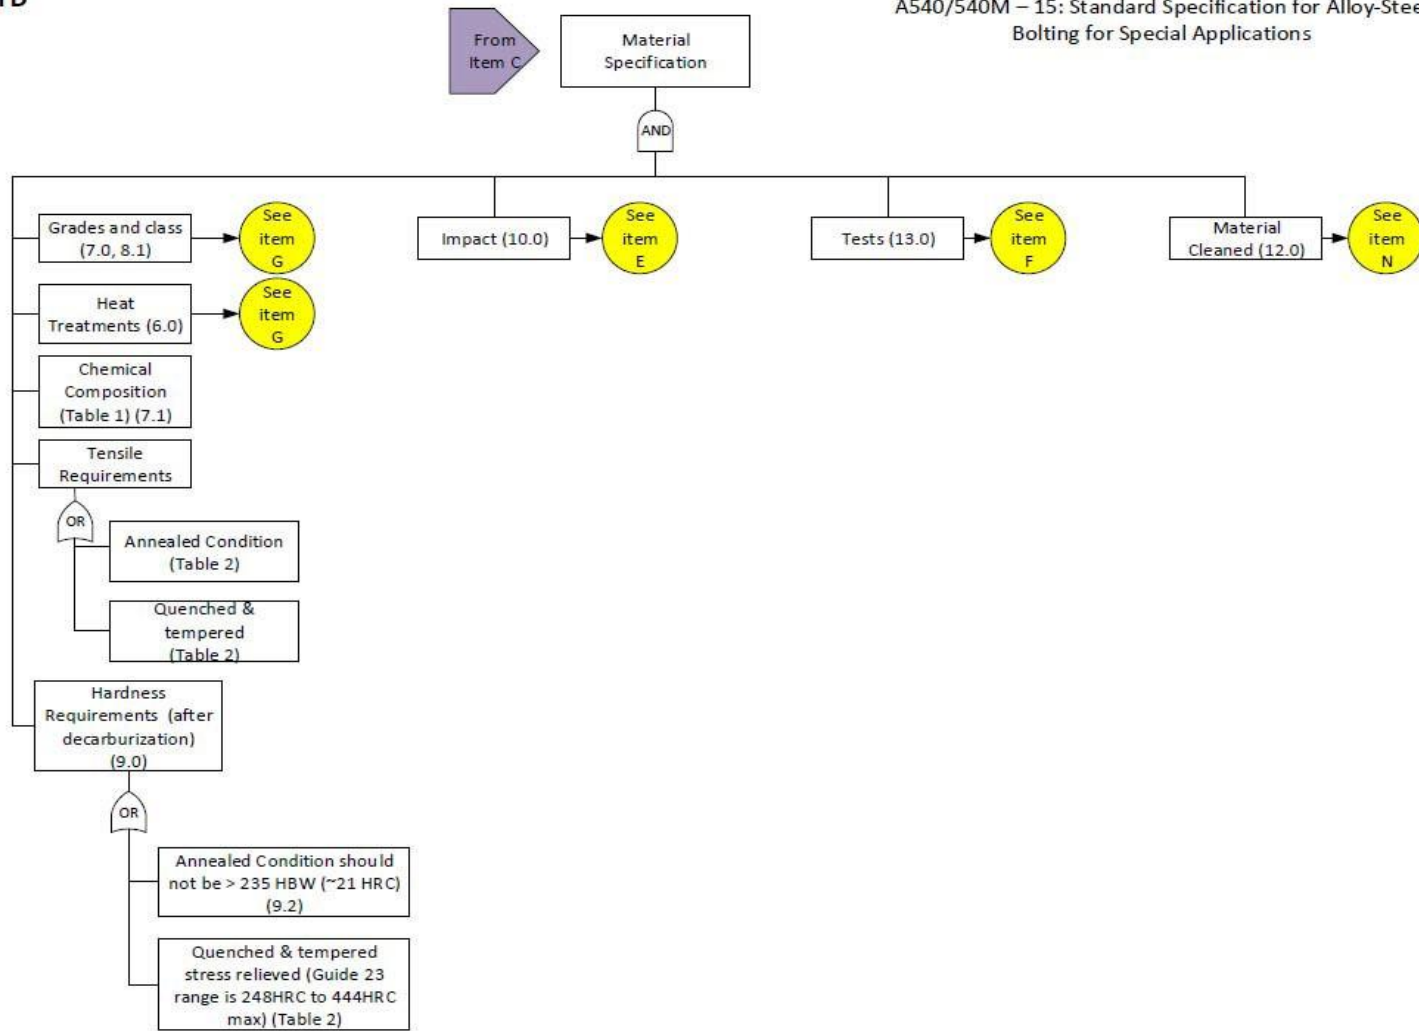 A540/540M – 15: Standard Specification for Alloy-Stee
Bolting for Special Applications
From
Item C
Material
Specification
AND
Grades and class
(7.0, 8.1)
See
item
G
Impact (10.0)
See
item
E
Tests (13.0)
See
item
F
Material
Cleaned (12.0)
See
item
N
Heat
Treatments (6.0)
See
item
G
Chemical
Composition
(Table 1) (7.1)
Tensile
Requirements
OR
Annealed Condition
(Table 2)
Quenched &
tempered
(Table 2)
Hardness
Requirements (after
decarburization)
(9.0)
OR
Annealed Condition should
not be > 235 HBW (~21 HRC)
(9.2)
Quenched & tempered
stress relieved (Guide 23
range is 248HRC to 444HRC
max) (Table 2)